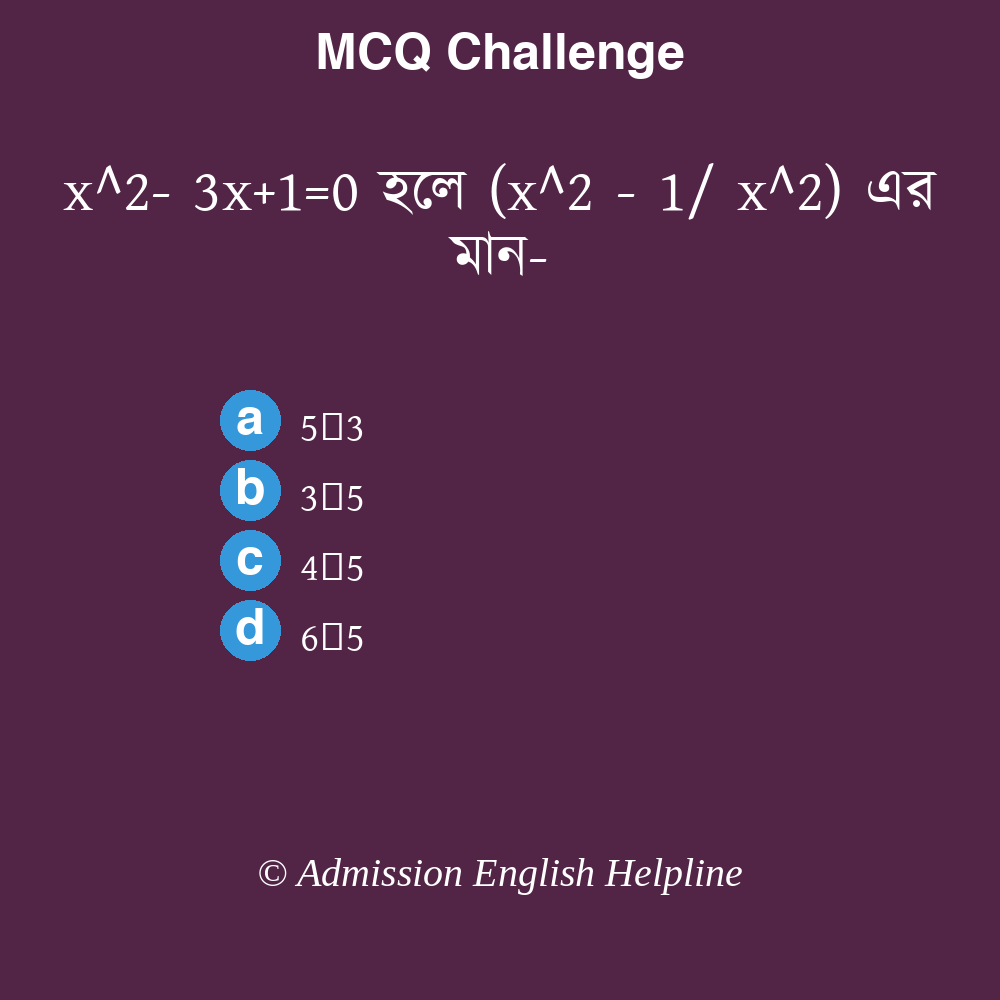 MCQ Challenge
x^2- 3x+1=0 হলে (x^2 - 1/ x^2) এর
মান-
a 5▯3
b 3▯5
c 4▯5
d 6▯5
© Admission English Helpline